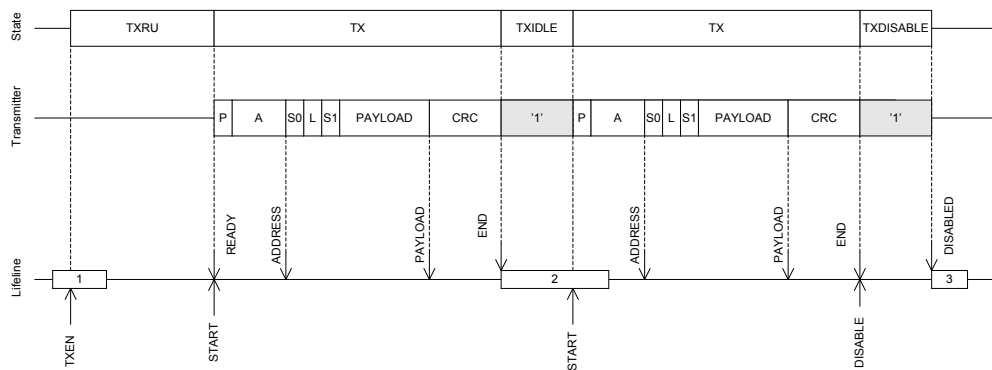 State
TXRU
TX
TXIDLE
TX
TXDISABLE
Transmitter
P
A
S0
L
S1
PAYLOAD
CRC
'1'
P
A
S0
L
S1
PAYLOAD
CRC
'1'
READY
ADDRESS
PAYLOAD
END
ADDRESS
PAYLOAD
END
DISABLED
Lifeline
1
2
3
TXEN
START
START
DISABLE